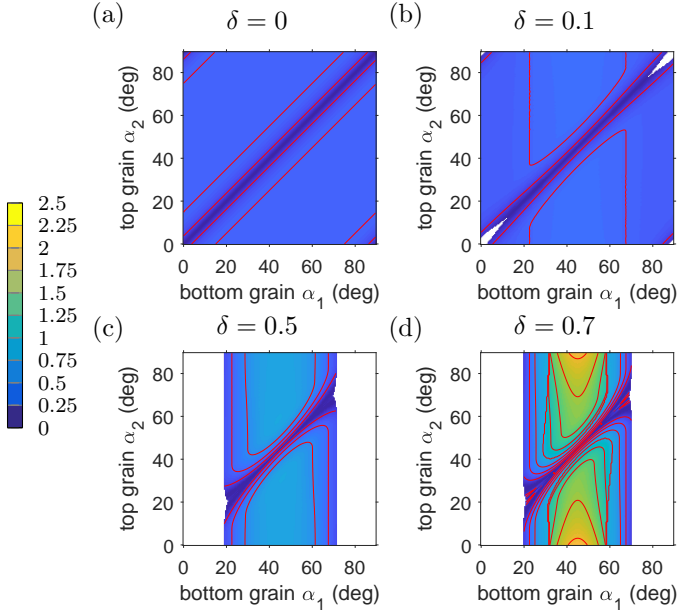 (a) δ = 0
(b) δ = 0.1
80
60
40
20
0
top grain α2 (deg)
0 20 40 60 80
bottom grain α1 (deg)
80
60
40
20
0
top grain α2 (deg)
0 20 40 60 80
bottom grain α1 (deg)
2.5
2.25
2
1.75
1.5
1.25
1
0.75
0.5
0.25
0
(c) δ = 0.5
(d) δ = 0.7
80
60
40
20
0
top grain α2 (deg)
0 20 40 60 80
bottom grain α1 (deg)
80
60
40
20
0
top grain α2 (deg)
0 20 40 60 80
bottom grain α1 (deg)